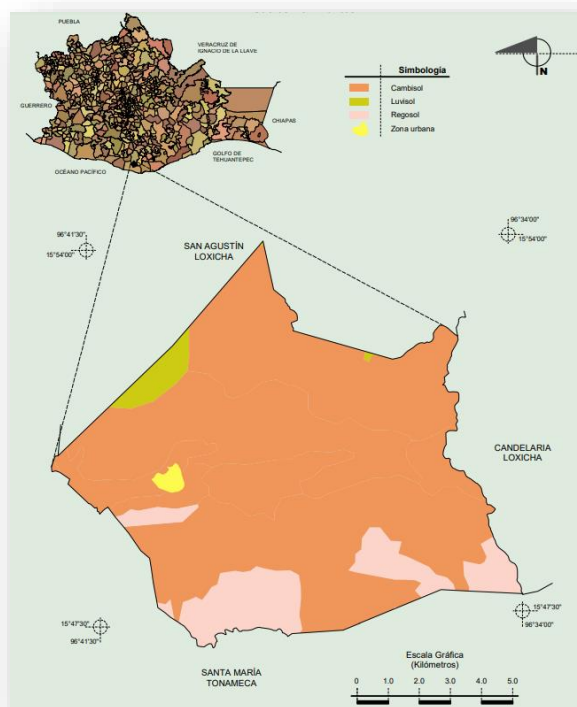 PUEBLA
VERACRUZ DE
IGNACIO DE LA LLAVE
GUERRERO
CHIAPAS
GOLFO DE
TEHUANTEPEC
OCÉANO PACÍFICO
Simbología
Cambisol
Luvisol
Regosol
Zona urbana
N
96°41'30"
15°54'00"
96°34'00"
15°54'00"
SAN AGUSTÍN
LOXICHA
CANDELARIA
LOXICHA
15°47'30"
96°41'30"
15°47'30"
96°34'00"
SANTA MARÍA
TONAMECA
Escala Gráfica
(Kilómetros)
0 1.0 2.0 3.0 4.0 5.0